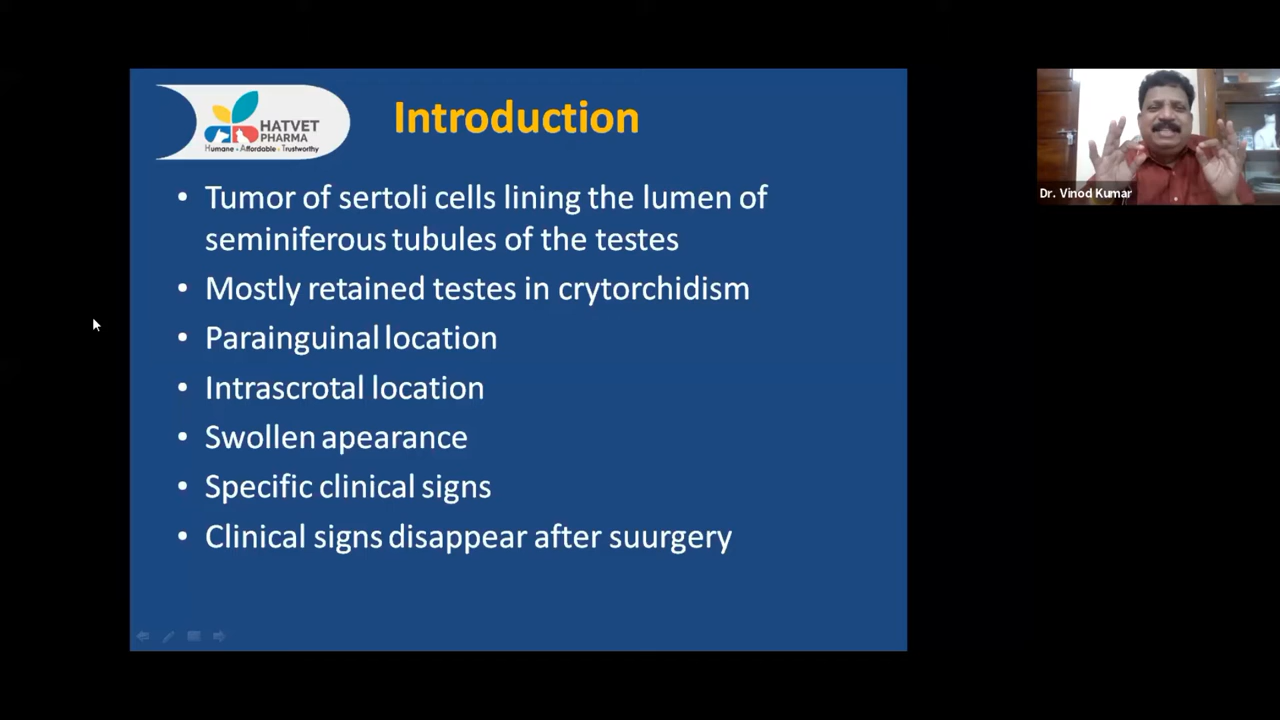 HATVET
PHARMA
Humane - Affordable - Trustworthy
Introduction
• Tumor of sertoli cells lining the lumen of
seminiferous tubules of the testes
• Mostly retained testes in crytorchidism
• Parainguinal location
• Intrascrotal location
• Swollen apearance
• Specific clinical signs
• Clinical signs disappear after suurgery
Dr. Vinod Kumar